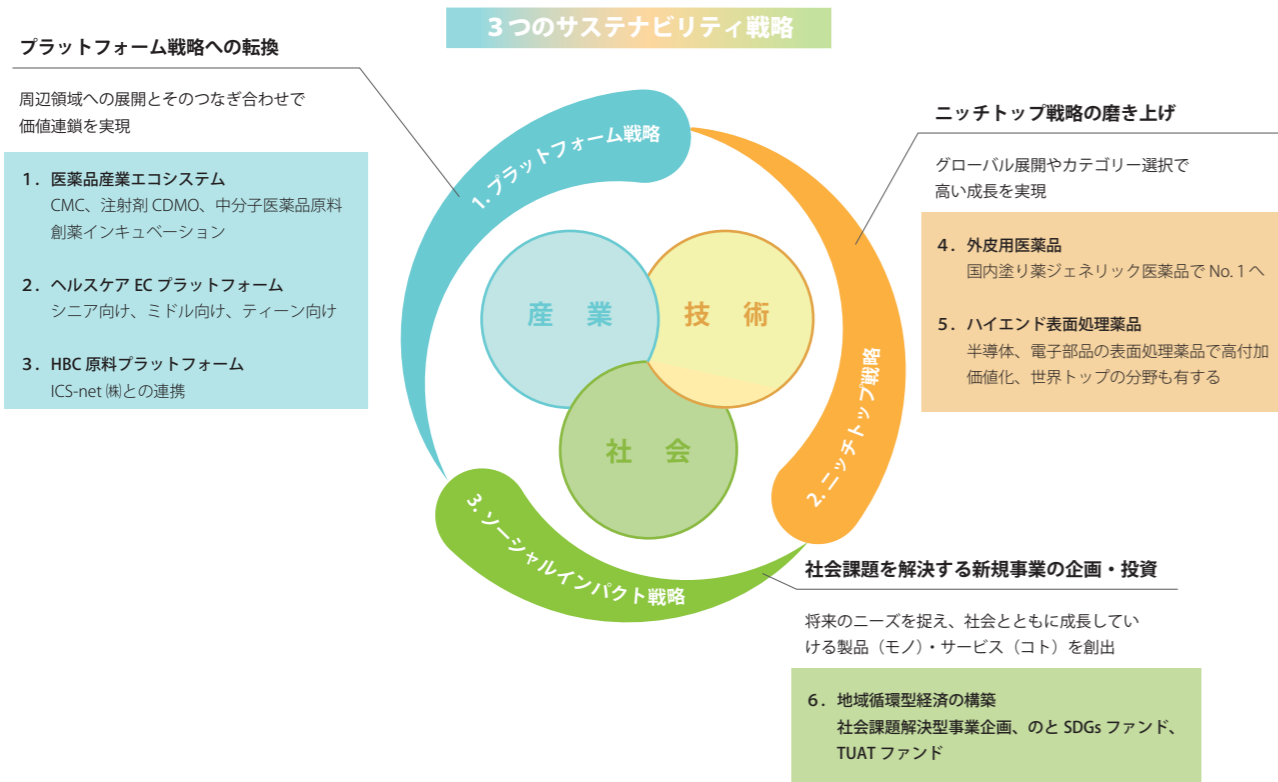 3つのサステナビリティ戦略
プラットフォーム戦略への転換
周辺領域への展開とそのつなぎ合わせで
価値連鎖を実現
1. 医薬品産業エコシステム
CMC、注射剤 CDMO、中分子医薬品原料
創薬インキュベーション
2. ヘルスケア EC プラットフォーム
シニア向け、ミドル向け、ティーン向け
3. HBC 原料プラットフォーム
ICS-net ㈱との連携
1. プラットフォーム戦略
産 業
技 術
社 会
2. ニッチトップ戦略
3. ソーシャルインパクト戦略
ニッチトップ戦略の磨き上げ
グローバル展開やカテゴリー選択で
高い成長を実現
4. 外皮用医薬品
国内塗り薬ジェネリック医薬品で No. 1 へ
5. ハイエンド表面処理薬品
半導体、電子部品の表面処理薬品で高付加
価値化、世界トップの分野も有する
社会課題を解決する新規事業の企画・投資
将来のニーズを捉え、社会とともに成長してい
ける製品（モノ）・サービス（コト）を創出
6. 地域循環型経済の構築
社会課題解決型事業企画、のと SDGs ファンド、
TUAT ファンド